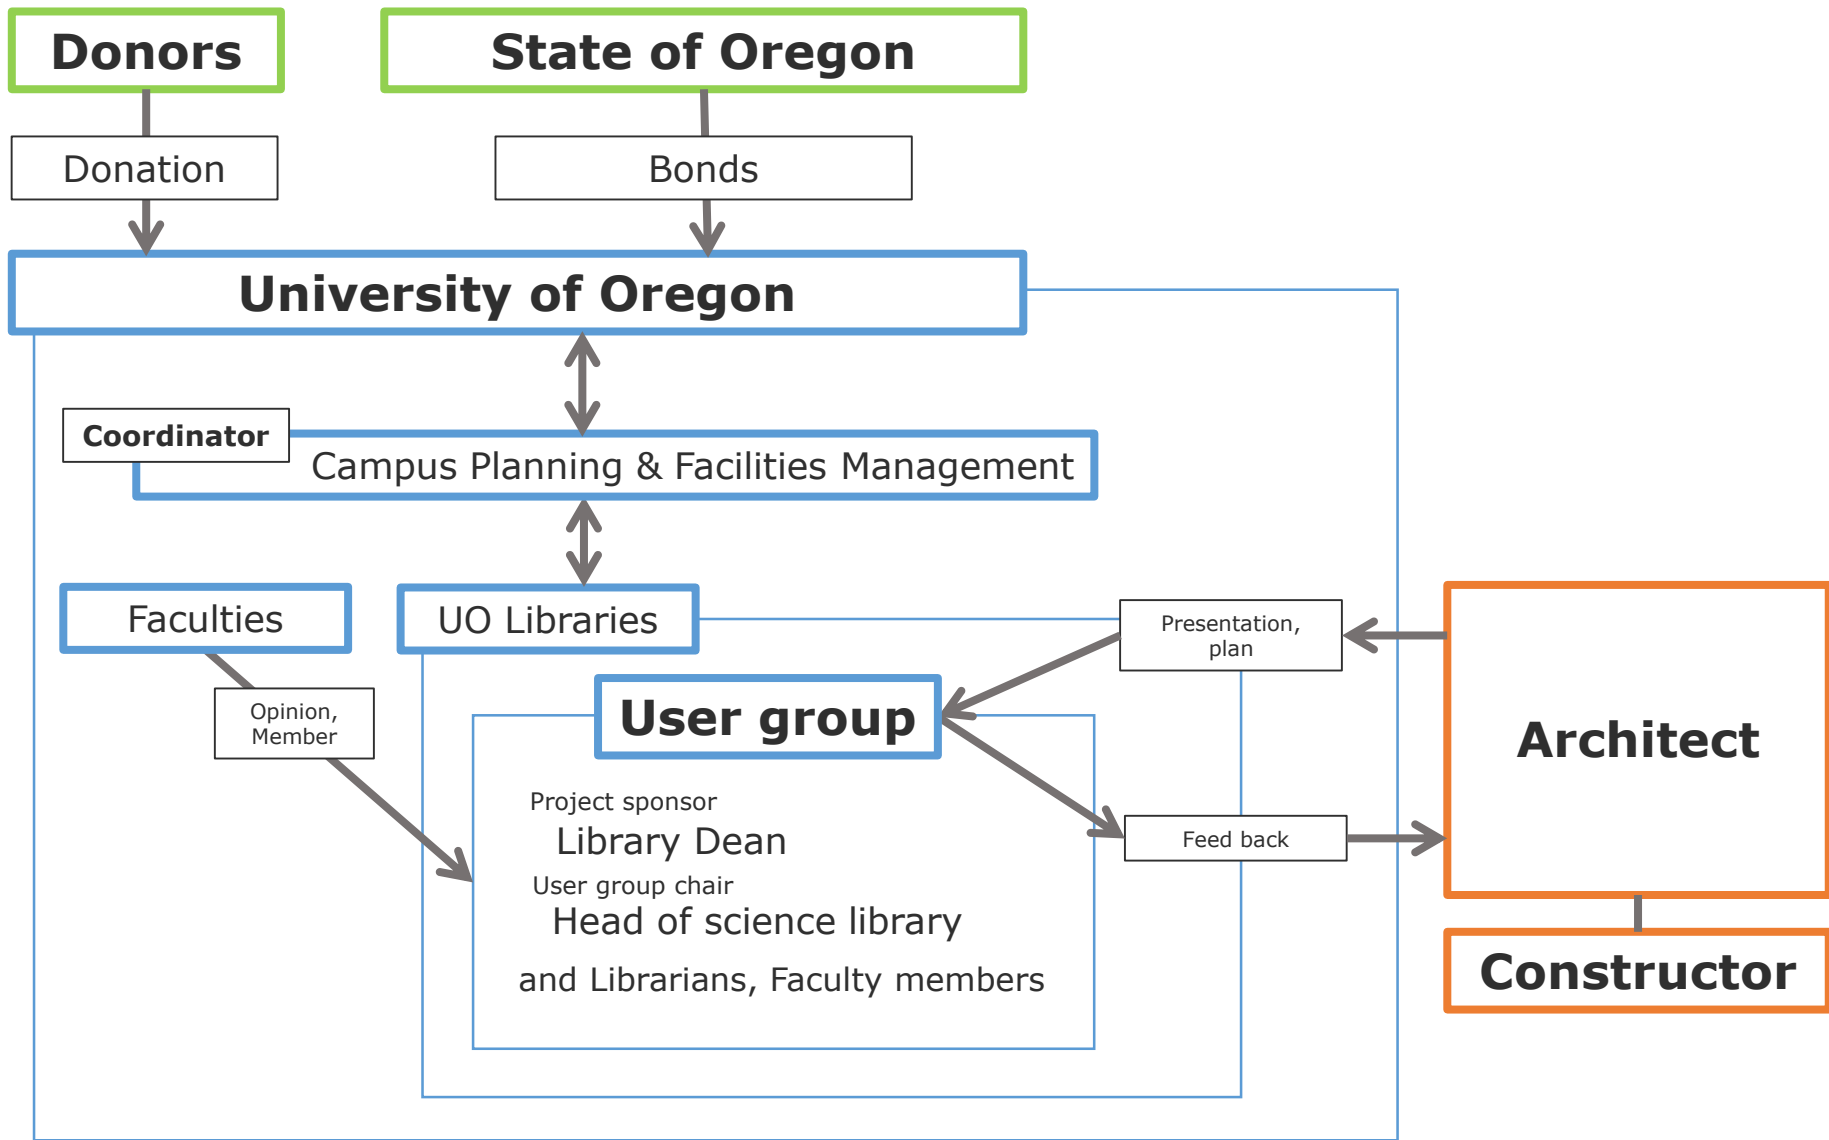 Donors
State of Oregon
Donation
Bonds
University of Oregon
Coordinator
Campus Planning & Facilities Management
Faculties
UO Libraries
Presentation,
plan
Opinion,
Member
User group
Architect
Project sponsor
Library Dean
Feed back
User group chair
Head of science library
and Librarians, Faculty members
Constructor